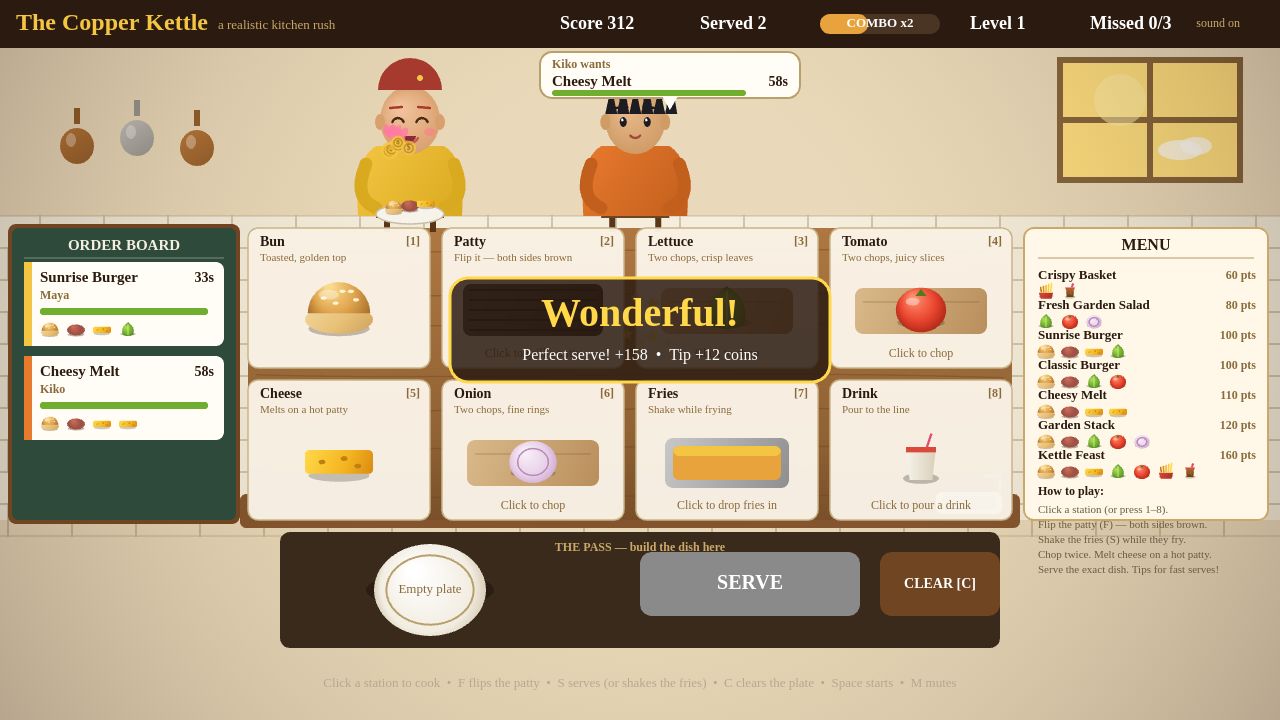 The Copper Kettle a realistic kitchen rush Score 312 Served 2 COMBO x2 Level 1 Missed 0/3 sound on
Kiko wants
Cheesy Melt 58s
ORDER BOARD
Sunrise Burger 33s
Maya
Cheesy Melt 58s
Kiko
Bun [1]
Toasted, golden top
Patty [2]
Flip it — both sides brown
Lettuce [3]
Two chops, crisp leaves
Tomato [4]
Two chops, juicy slices
Click to chop
Wonderful!
Perfect serve! +158 • Tip +12 coins
Cheese [5]
Melts on a hot patty
Onion [6]
Two chops, fine rings
Click to chop
Fries [7]
Shake while frying
Click to drop fries in
Drink [8]
Pour to the line
Click to pour a drink
MENU
Crispy Basket 60 pts
Fresh Garden Salad 80 pts
Sunrise Burger 100 pts
Classic Burger 100 pts
Cheesy Melt 110 pts
Garden Stack 120 pts
Kettle Feast 160 pts
How to play:
Click a station (or press 1–8).
Flip the patty (F) — both sides brown.
Shake the fries (S) while they fry.
Chop twice. Melt cheese on a hot patty.
Serve the exact dish. Tips for fast serves!
THE PASS — build the dish here
Empty plate
SERVE
CLEAR [C]
Click a station to cook • F flips the patty • S serves (or shakes the fries) • C clears the plate • Space starts • M mutes